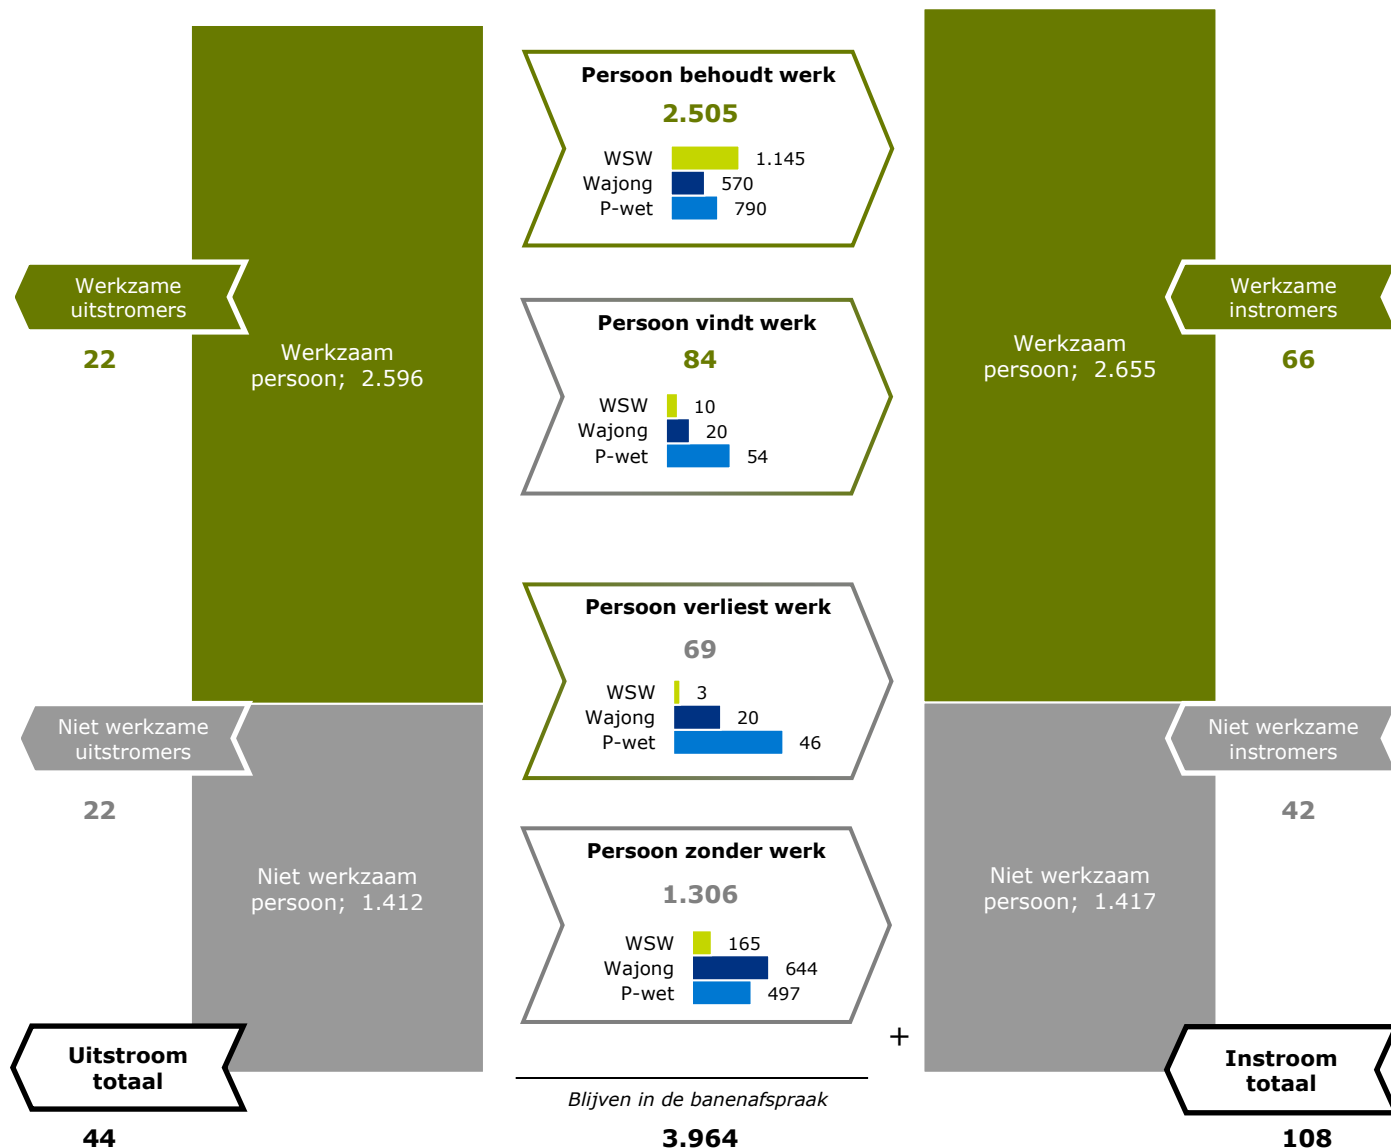 Werkzame
uitstromers
22
Werkzaam
persoon; 2.596
Niet werkzame
uitstromers
22
Niet werkzaam
persoon; 1.412
Uitstroom
totaal
44
Persoon behoudt werk
2.505
WSW 1.145
Wajong 570
P-wet 790
Persoon vindt werk
84
WSW 10
Wajong 20
P-wet 54
Persoon verliest werk
69
WSW 3
Wajong 20
P-wet 46
Persoon zonder werk
1.306
WSW 165
Wajong 644
P-wet 497
+
Blijven in de banenafspraak
3.964
Werkzaam
persoon; 2.655
Werkzame
instromers
66
Niet werkzame
instromers
42
Niet werkzaam
persoon; 1.417
Instroom
totaal
108